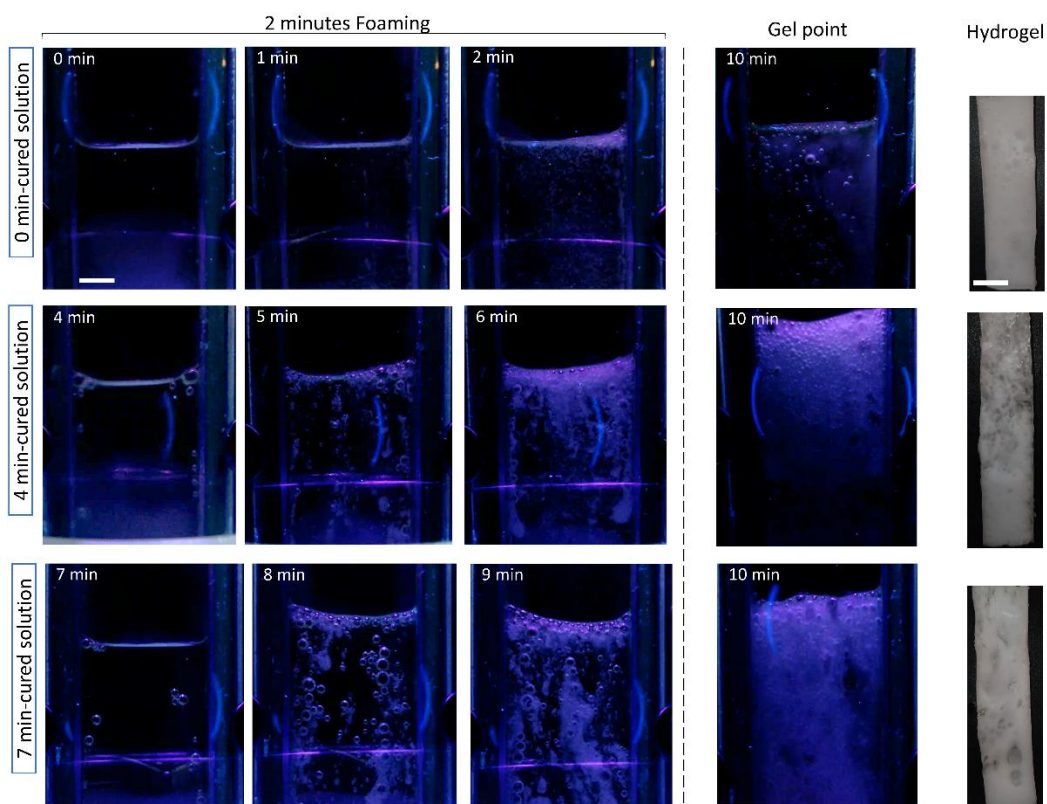 2 minutes Foaming
Gel point
Hydrogel
0 min-cured solution
0 min
1 min
2 min
10 min
4 min-cured solution
4 min
5 min
6 min
10 min
7 min-cured solution
7 min
8 min
9 min
10 min